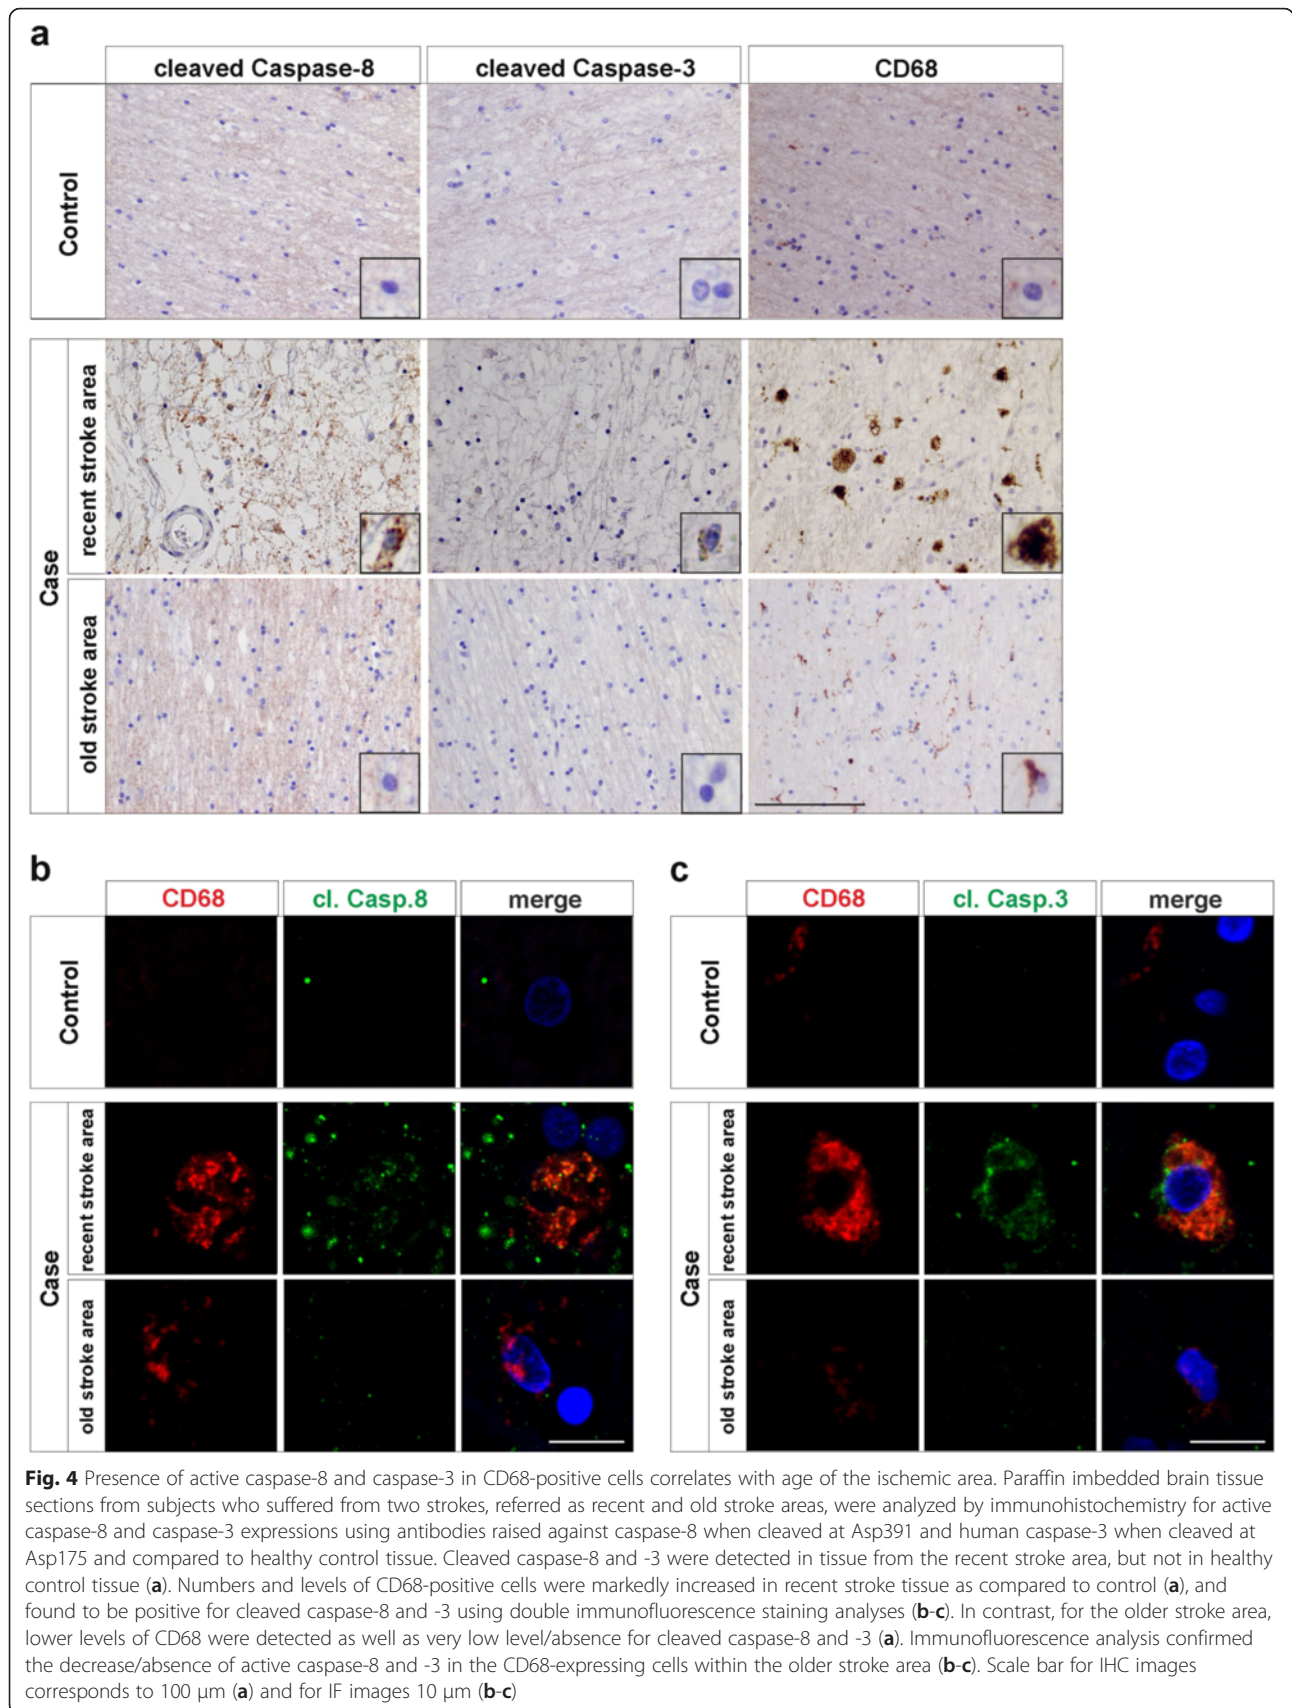 a
cleaved Caspase-8 cleaved Caspase-3 CD68
Control
Case
recent stroke area
old stroke area
b
CD68 cl. Casp.8 merge
Control
Case
recent stroke area
old stroke area
c
CD68 cl. Casp.3 merge
Control
Case
recent stroke area
old stroke area
Fig. 4 Presence of active caspase-8 and caspase-3 in CD68-positive cells correlates with age of the ischemic area. Paraffin imbedded brain tissue
sections from subjects who suffered from two strokes, referred as recent and old stroke areas, were analyzed by immunohistochemistry for active
caspase-8 and caspase-3 expressions using antibodies raised against caspase-8 when cleaved at Asp391 and human caspase-3 when cleaved at
Asp175 and compared to healthy control tissue. Cleaved caspase-8 and -3 were detected in tissue from the recent stroke area, but not in healthy
control tissue (a). Numbers and levels of CD68-positive cells were markedly increased in recent stroke tissue as compared to control (a), and
found to be positive for cleaved caspase-8 and -3 using double immunofluorescence staining analyses (b-c). In contrast, for the older stroke area,
lower levels of CD68 were detected as well as very low level/absence for cleaved caspase-8 and -3 (a). Immunofluorescence analysis confirmed
the decrease/absence of active caspase-8 and -3 in the CD68-expressing cells within the older stroke area (b-c). Scale bar for IHC images
corresponds to 100 μm (a) and for IF images 10 μm (b-c)